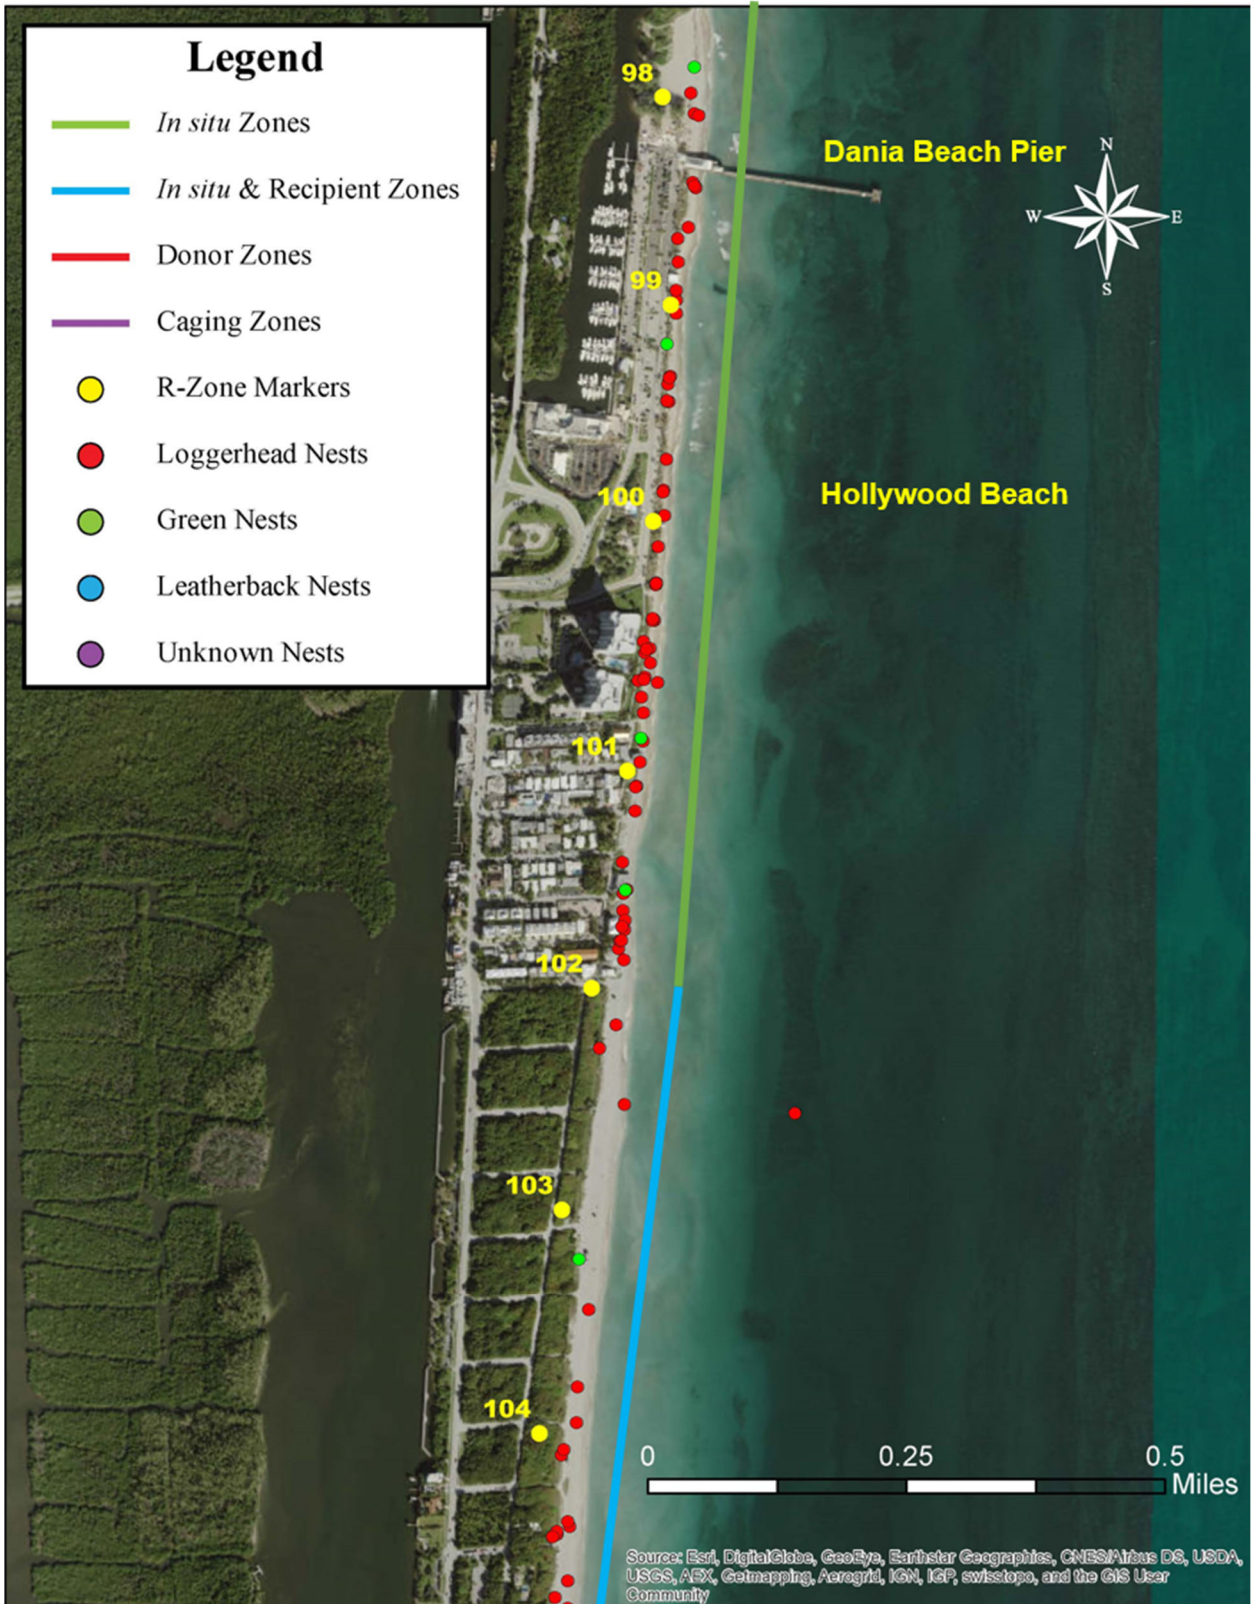 Legend
In situ Zones
In situ & Recipient Zones
Donor Zones
Caging Zones
R-Zone Markers
Loggerhead Nests
Green Nests
Leatherback Nests
Unknown Nests
98
Dania Beach Pier
N
W
E
S
99
100
Hollywood Beach
101
102
103
104
0
0.25
0.5
Miles
Source: Esri, DigitalGlobe, GeoEye, Earthstar Geographics, CNES/Airbus DS, USDA,
USGS, AEX, Getmapping, Aerogrid, IGN, IGP, swisstopo, and the GIS User
Community